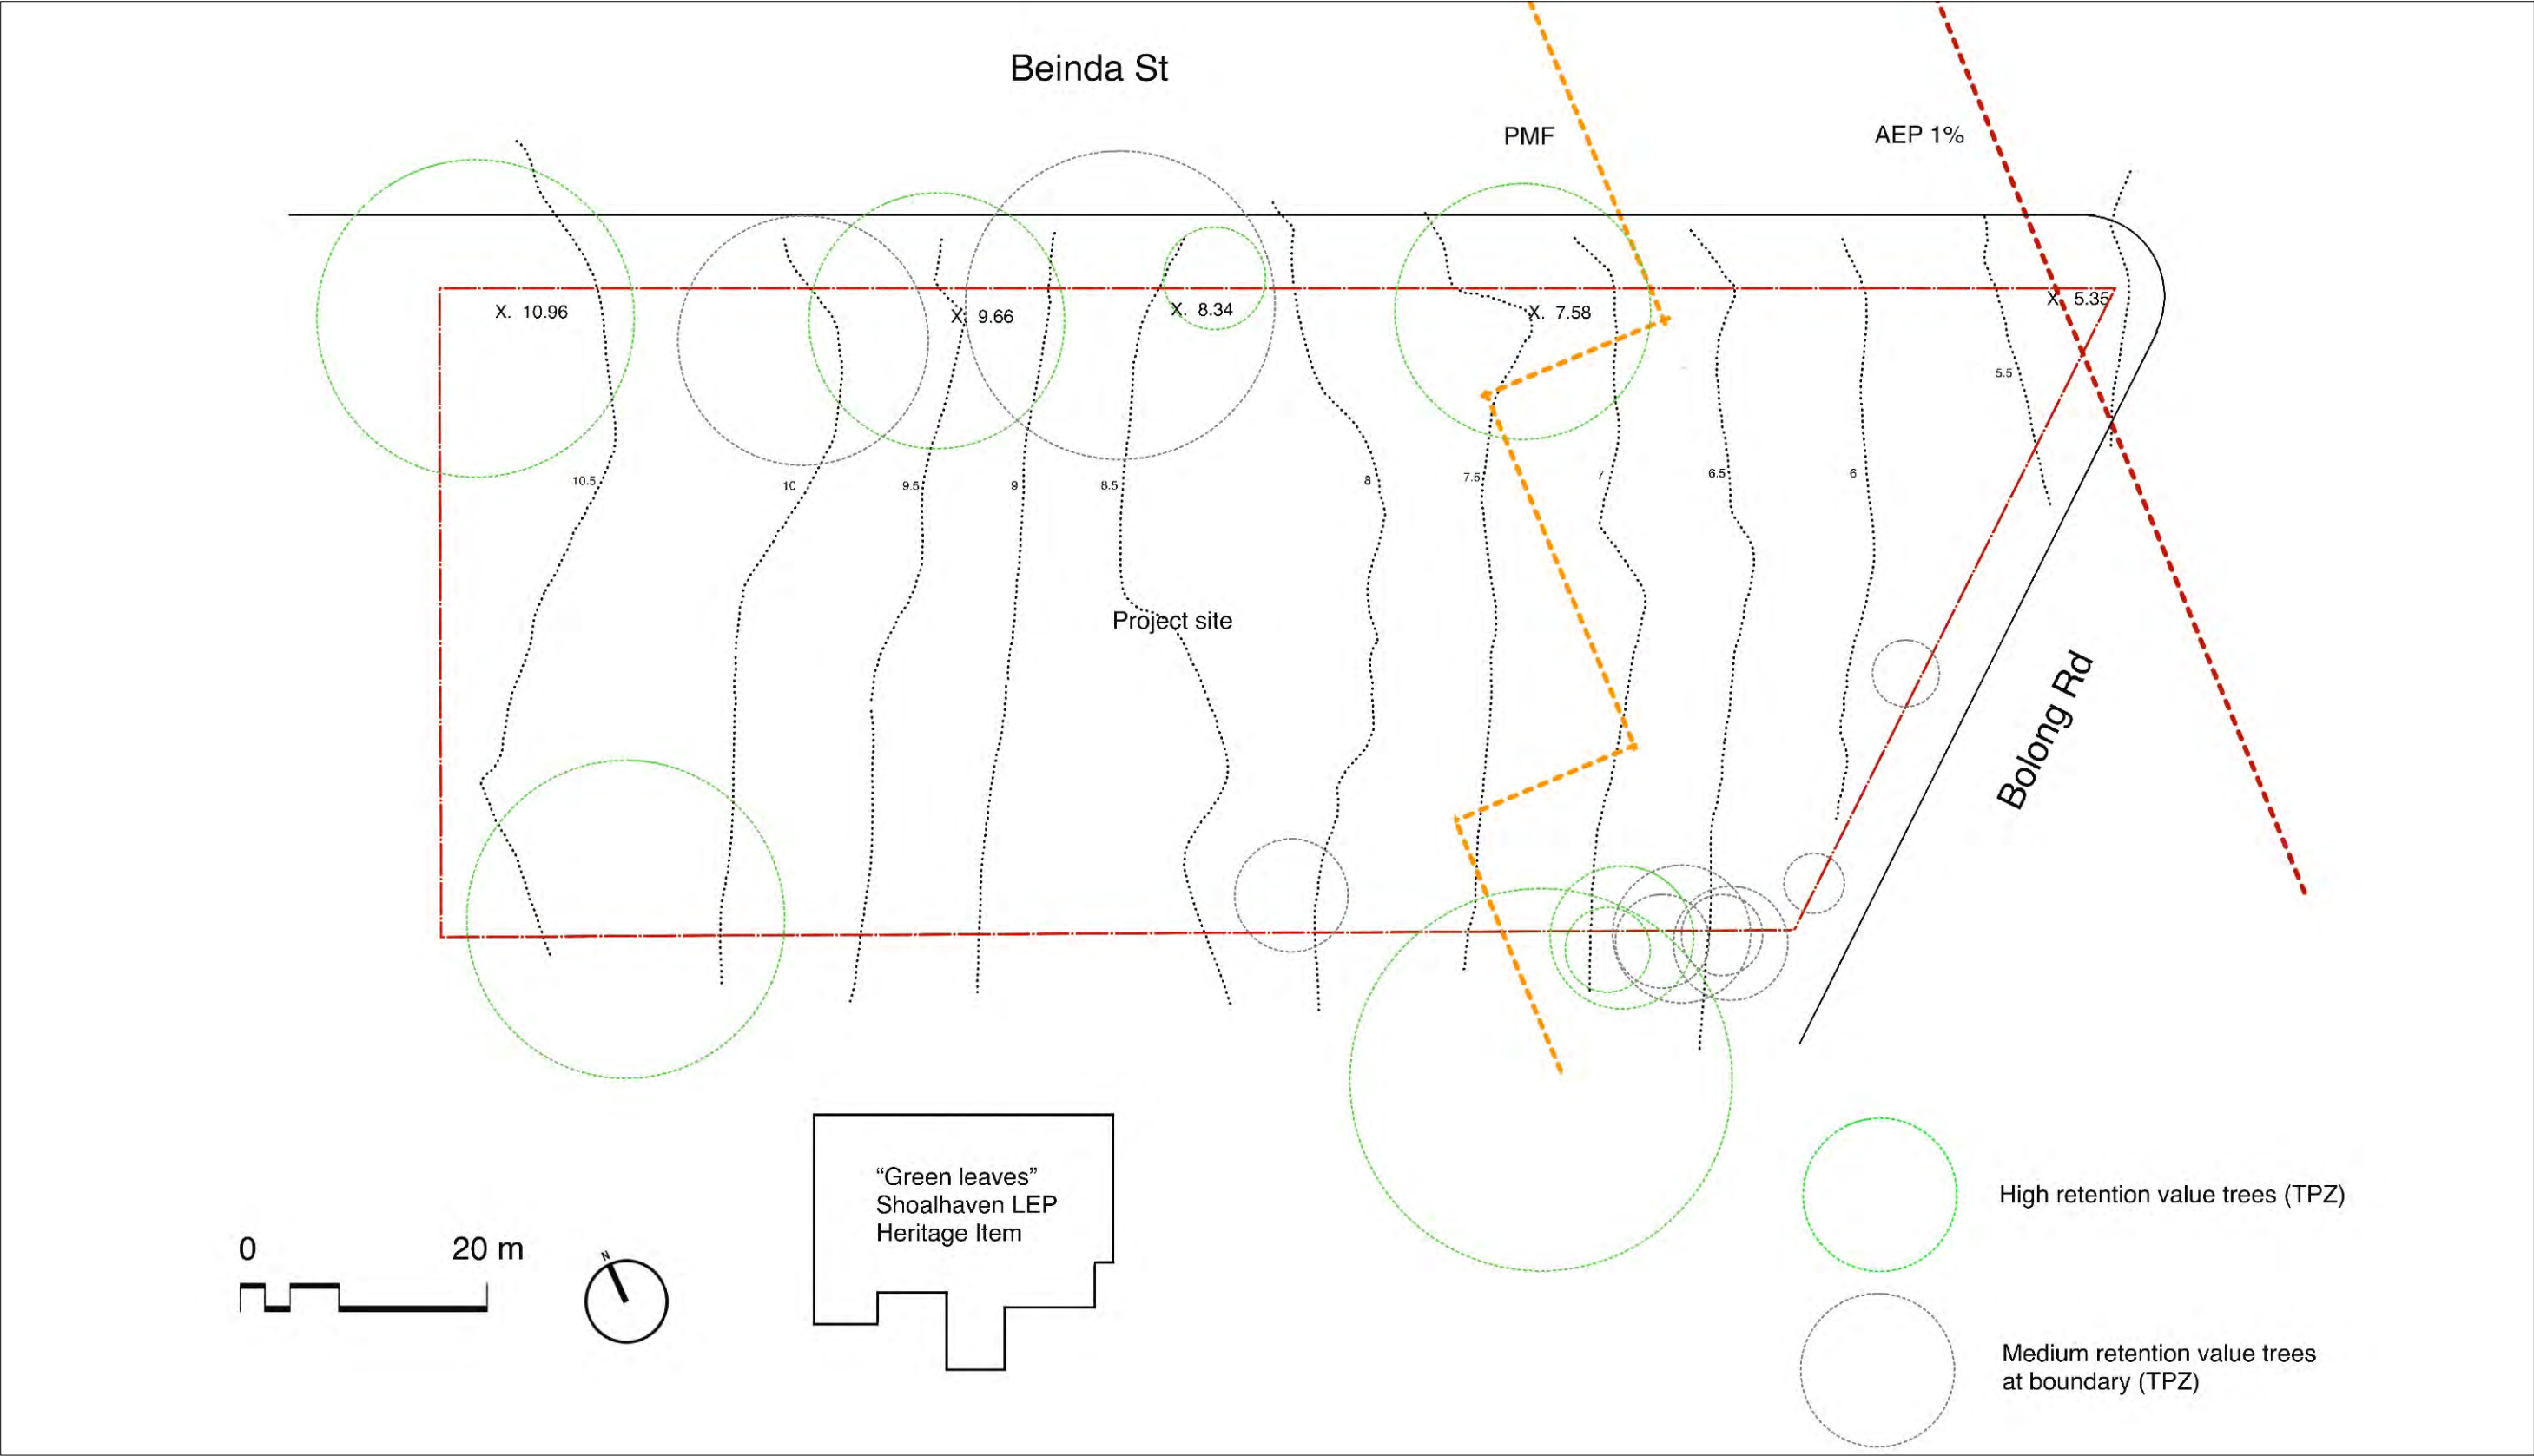 Beinda St
PMF
AEP 1%
X. 10.96
X. 9.66
X. 8.34
X. 7.58
X. 5.35
5.5
10.5
10
9.5
9
8.5
8
7.5
7
6.5
6
Project site
Bolong Rd
“Green leaves”
Shoalhaven LEP
Heritage Item
0
20 m
N
High retention value trees (TPZ)
Medium retention value trees
at boundary (TPZ)